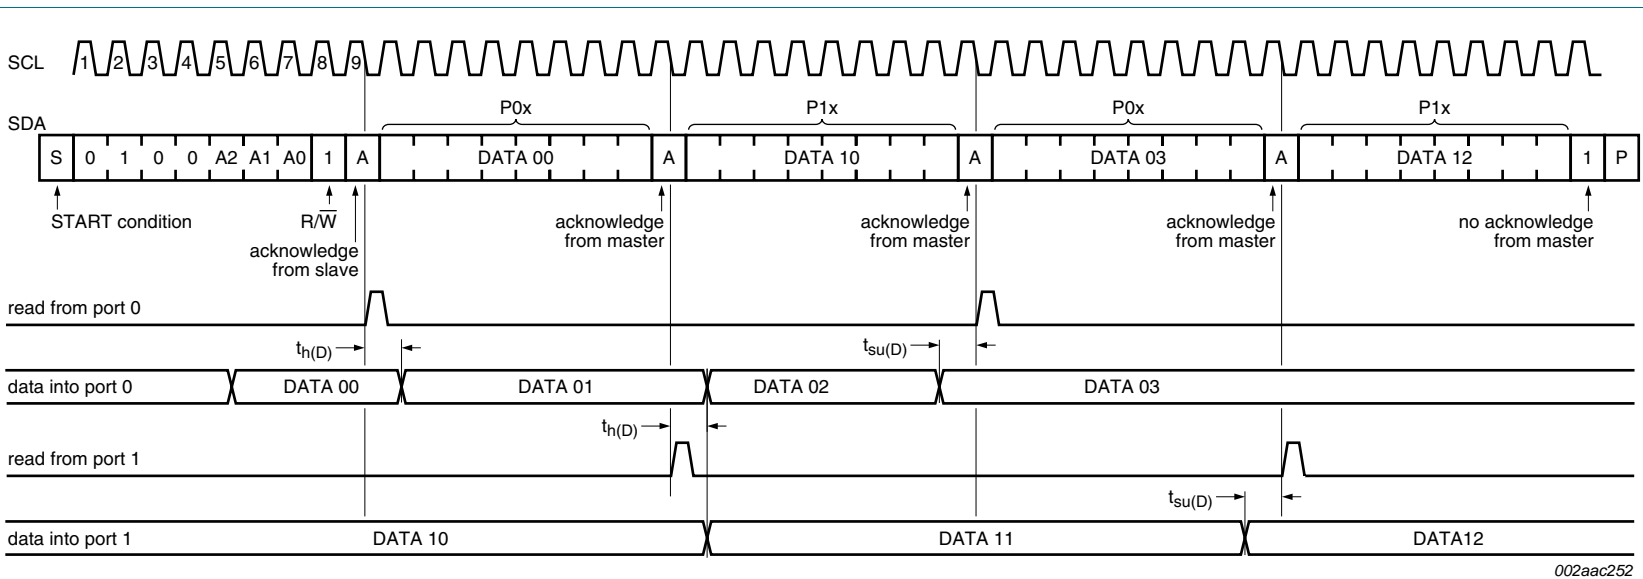 SCL 1 2 3 4 5 6 7 8 9
P0x P1x P0x P1x
SDA
S 0 1 0 0 A2 A1 A0 1 A DATA 00 A DATA 10 A DATA 03 A DATA 12 1 P
START condition R/W acknowledge acknowledge acknowledge no acknowledge
from master from master from master from master
acknowledge
from slave
read from port 0
th(D) tsu(D)
data into port 0 DATA 00 DATA 01 DATA 02 DATA 03
th(D)
read from port 1
tsu(D)
data into port 1 DATA 10 DATA 11 DATA12
002aac252